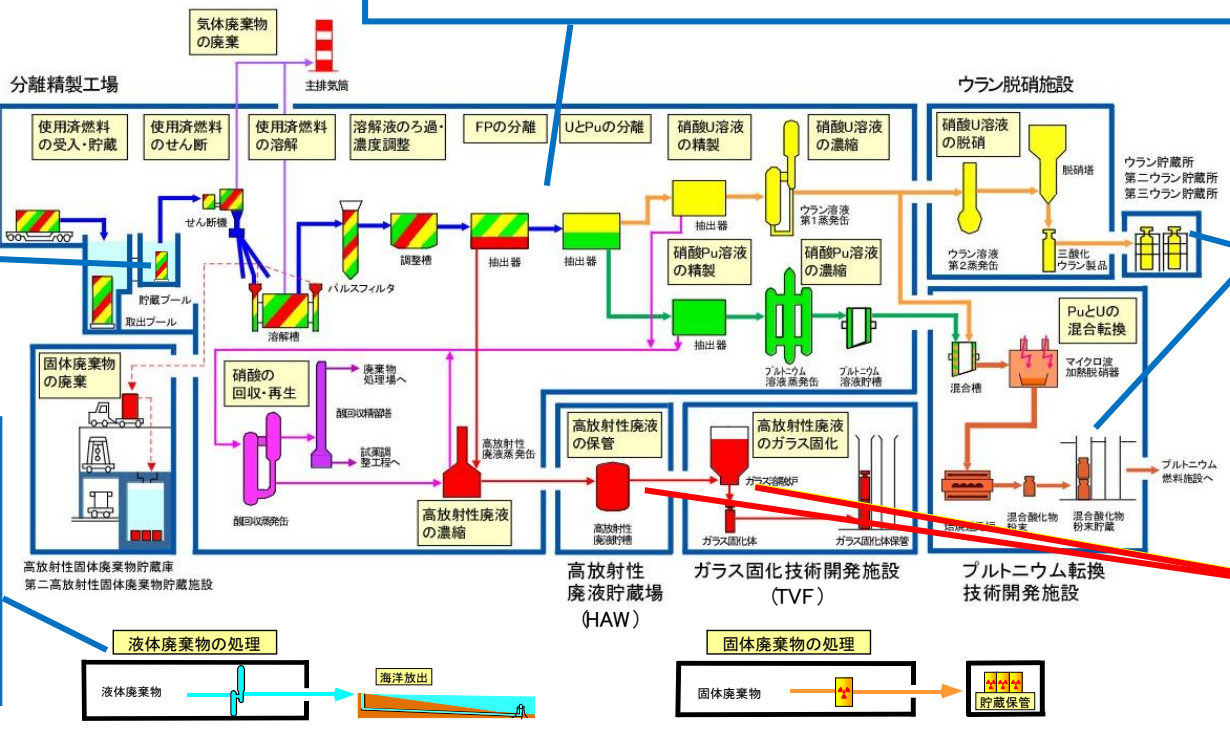 気体廃棄物
の廃棄
主排気筒
分離精製工場
使用済燃料
の受入・貯蔵
使用済燃料
のせん断
使用済燃料
の溶解
溶解液のろ過・
濃度調整
FPの分離
UとPuの分離
硝酸U溶液
の精製
硝酸U溶液
の濃縮
せん断機
貯蔵プール
取出プール
溶解槽
パルスフィルタ
調整槽
抽出器
抽出器
抽出器
ウラン溶液
第1蒸発缶
硝酸Pu溶液
の精製
硝酸Pu溶液
の濃縮
抽出器
プルトニウム
溶液蒸発缶
プルトニウム
溶液貯槽
ウラン脱硝施設
硝酸U溶液
の脱硝
脱硝塔
ウラン溶液
第2蒸発缶
三酸化
ウラン製品
ウラン貯蔵所
第二ウラン貯蔵所
第三ウラン貯蔵所
PuとUの
混合転換
混合槽
マイクロ波
加熱脱硝器
混合酸化物
粉末
混合酸化物
粉末貯蔵
プルトニウム
燃料施設へ
プルトニウム転換
技術開発施設
固体廃棄物
の廃棄
高放射性固体廃棄物貯蔵庫
第二高放射性固体廃棄物貯蔵施設
硝酸の
回収・再生
廃棄物
処理場へ
酸回収精留塔
試薬調
整工程へ
酸回収蒸発缶
高放射性
廃液蒸発缶
高放射性廃液
の濃縮
高放射性廃液
の保管
高放射性
廃液貯槽
高放射性
廃液貯蔵場
(HAW)
高放射性廃液
のガラス固化
ガラス溶融炉
ガラス固化体
ガラス固化体保管
ガラス固化技術開発施設
(TVF)
液体廃棄物の処理
液体廃棄物
海洋放出
固体廃棄物の処理
固体廃棄物
貯蔵保管